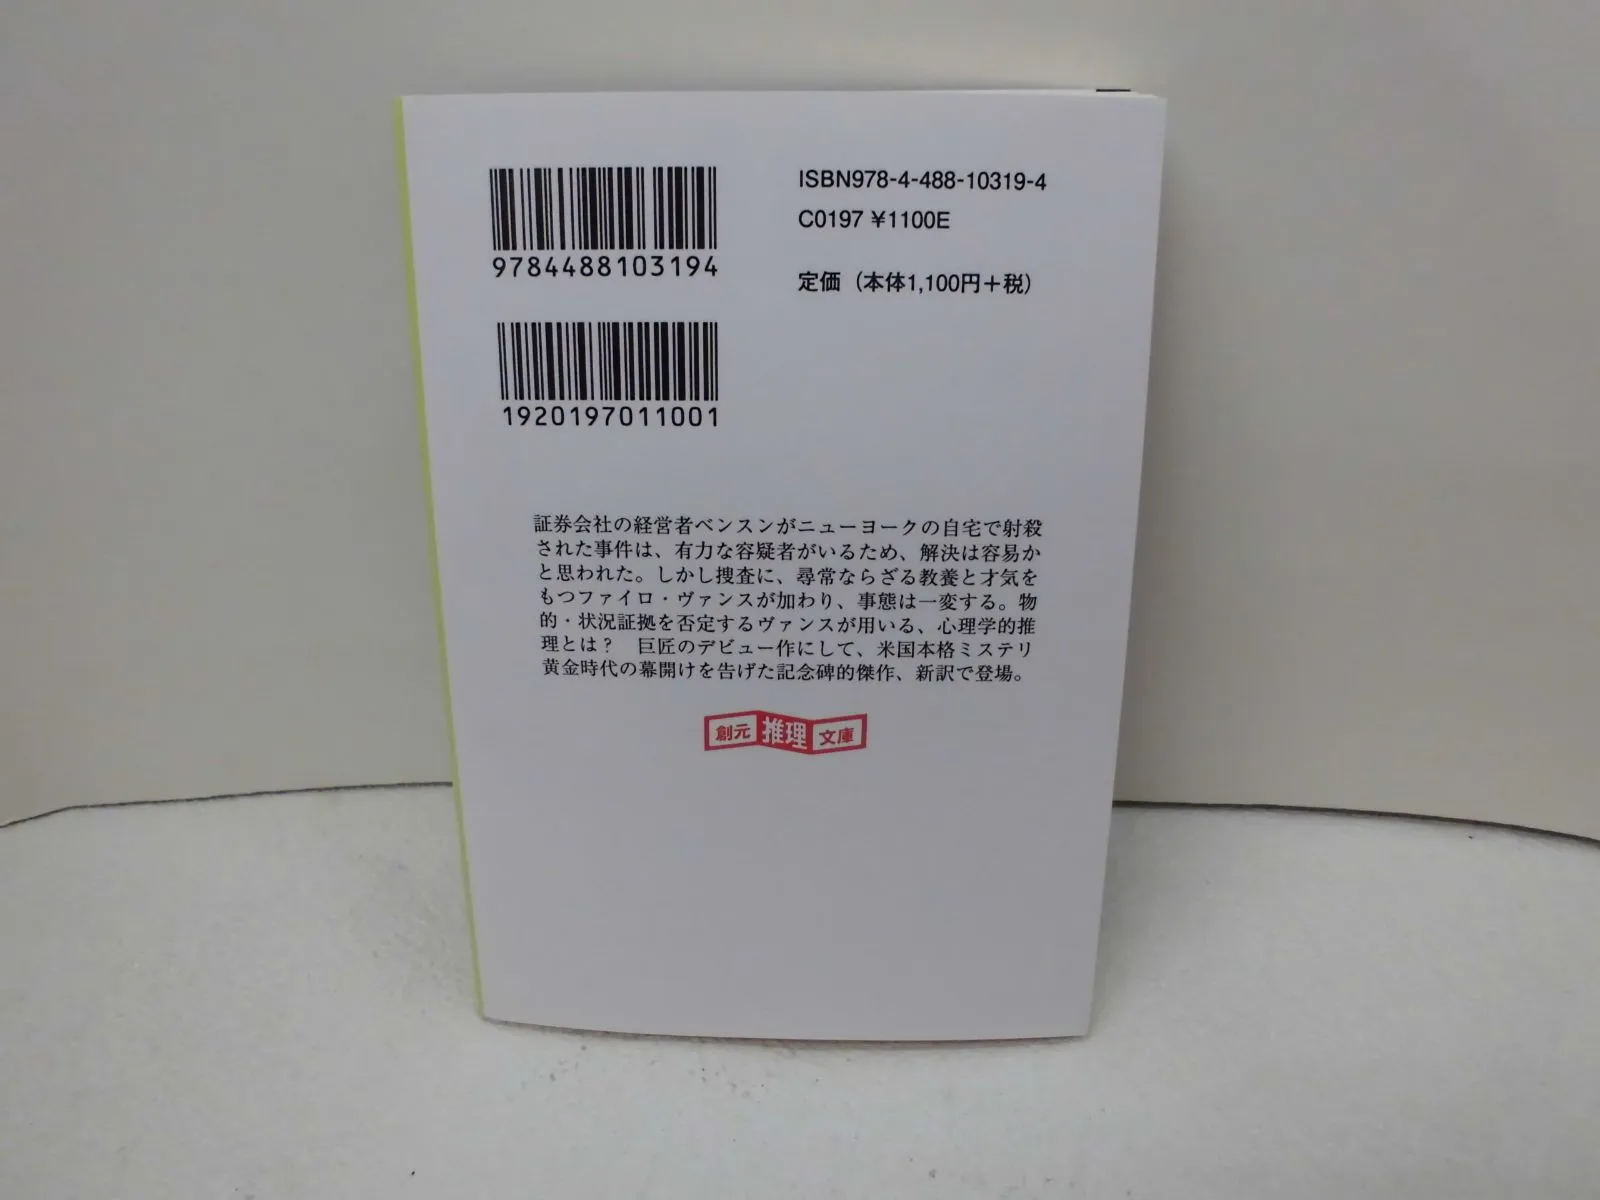 9784488103194
1920197011001
ISBN978-4-488-10319-4
C0197 ¥1100E
定価（本体1,100円＋税）
証券会社の経営者ベンスンがニューヨークの自宅で射殺
された事件は、有力な容疑者がいるため、解決は容易か
と思われた。しかし捜査に、尋常ならざる教養と才気を
もつファイロ・ヴァンスが加わり、事態は一変する。物
的・状況証拠を否定するヴァンスが用いる、心理学的推
理とは？　巨匠のデビュー作にして、米国本格ミステリ
黄金時代の幕開けを告げた記念碑的傑作、新訳で登場。
創元推理文庫